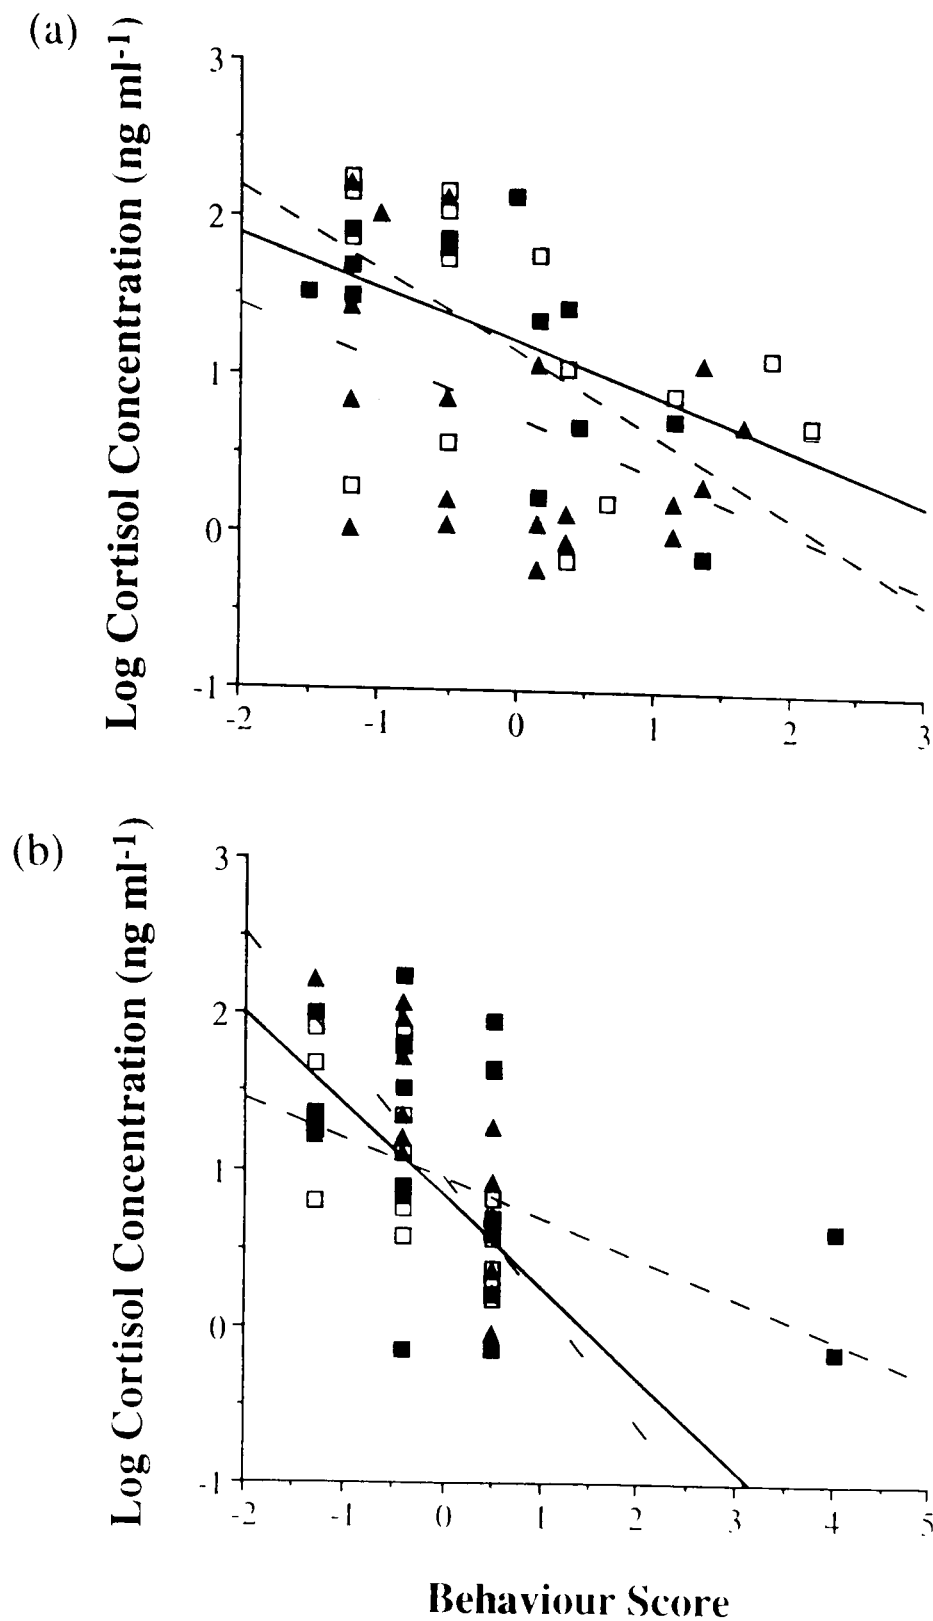 (a)
Log Cortisol Concentration (ng ml-1)
3
2
1
0
-1
-2 -1 0 1 2 3
(b)
Log Cortisol Concentration (ng ml-1)
3
2
1
0
-1
-2 -1 0 1 2 3 4 5
Behaviour Score